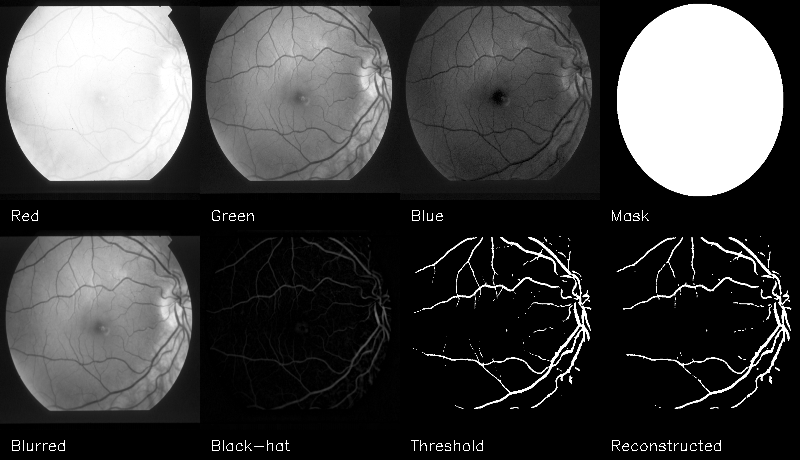 Red
Green
Blue
Mask
Blurred
Black-hat
Threshold
Reconstructed